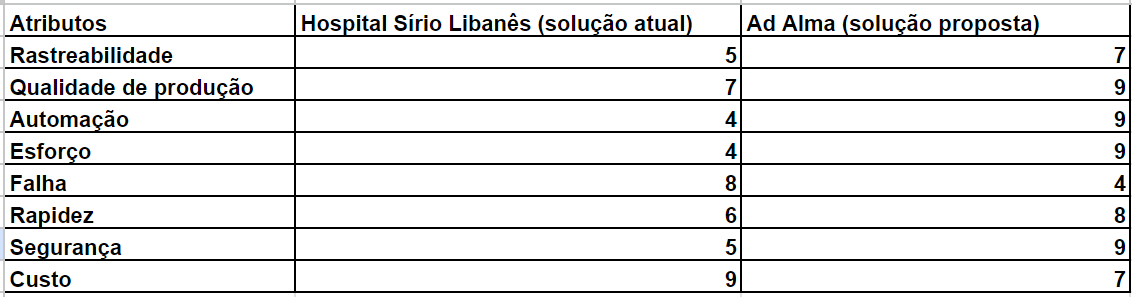 Atributos Hospital Sírio Libanês (solução atual) Ad Alma (solução proposta)
Rastreabilidade 5 7
Qualidade de produção 7 9
Automação 4 9
Esforço 4 9
Falha 8 4
Rapidez 6 8
Segurança 5 9
Custo 9 7